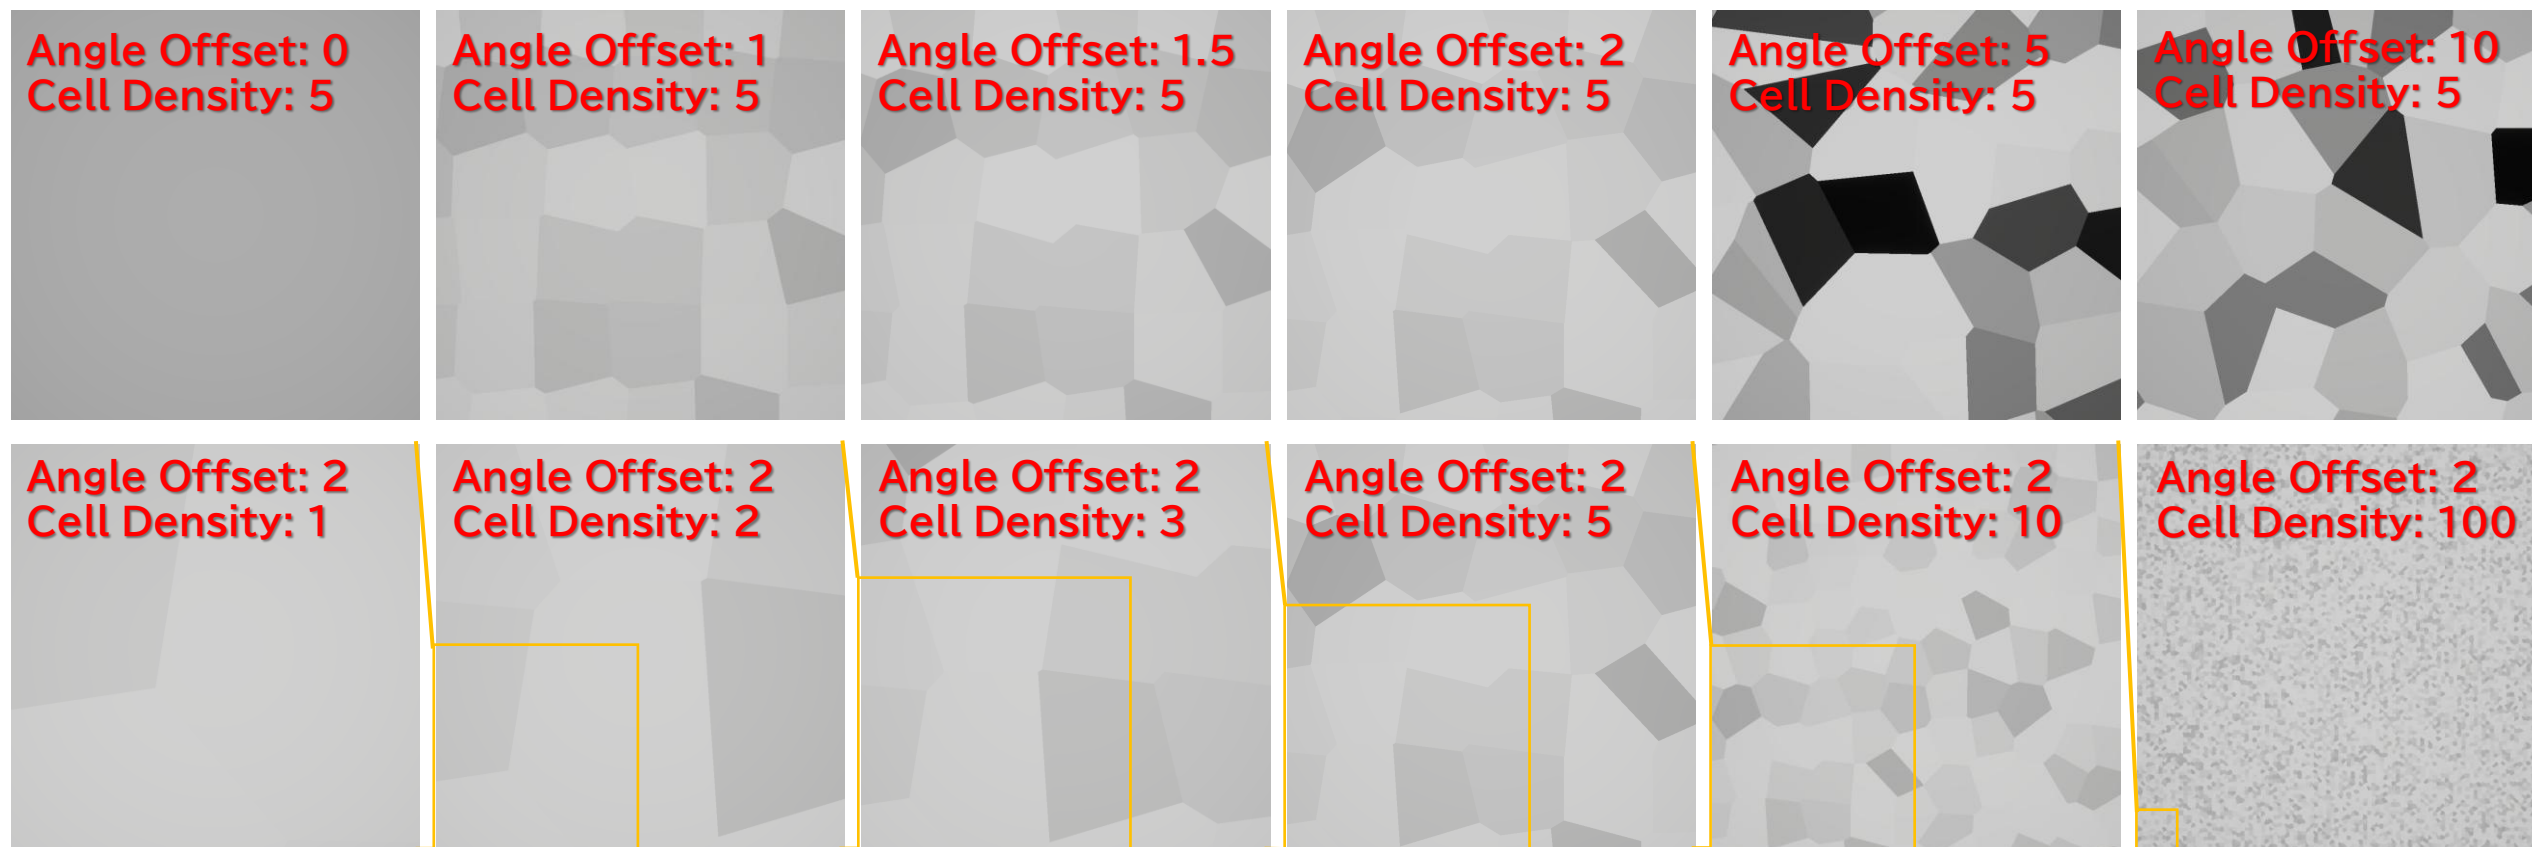 Angle Offset: 0
Cell Density: 5
Angle Offset: 1
Cell Density: 5
Angle Offset: 1.5
Cell Density: 5
Angle Offset: 2
Cell Density: 5
Angle Offset: 5
Cell Density: 5
Angle Offset: 10
Cell Density: 5
Angle Offset: 2
Cell Density: 1
Angle Offset: 2
Cell Density: 2
Angle Offset: 2
Cell Density: 3
Angle Offset: 2
Cell Density: 5
Angle Offset: 2
Cell Density: 10
Angle Offset: 2
Cell Density: 100